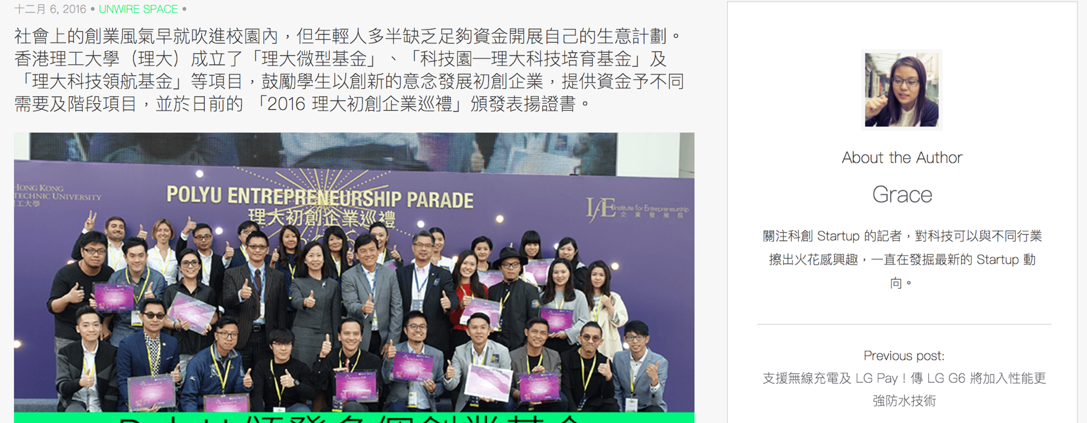 十二月 6, 2016 • UNWIRE SPACE •
社會上的創業風氣早就吹進校園內，但年輕人多半缺乏足夠資金開展自己的生意計劃。
香港理工大學（理大）成立了「理大微型基金」、「科技園—理大科技培育基金」及
「理大科技領航基金」等項目，鼓勵學生以創新的意念發展初創企業，提供資金予不同
需要及階段項目，並於日前的 「2016 理大初創企業巡禮」頒發表揚證書。
HONG KONG
TECHNIC UNIVERSITY
工大學
POLYU ENTREPRENEURSHIP PARADE
理大初創企業巡禮
I/E Institute for Entrepreneurship
企業發展院
About the Author
Grace
關注科創 Startup 的記者，對科技可以與不同行業
擦出火花感興趣，一直在發掘最新的 Startup 動
向。
Previous post:
支援無線充電及 LG Pay！傳 LG G6 將加入性能更
強防水技術